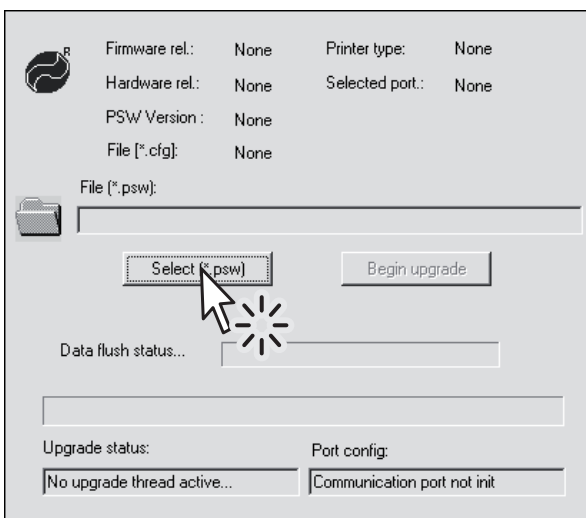 R
Firmware rel.: None Printer type: None
Hardware rel.: None Selected port.: None
PSW Version : None
File [*.cfg]: None
File (*.psw):
Select (*.psw) Begin upgrade
Data flush status...
Upgrade status: Port config:
No upgrade thread active... Communication port not init